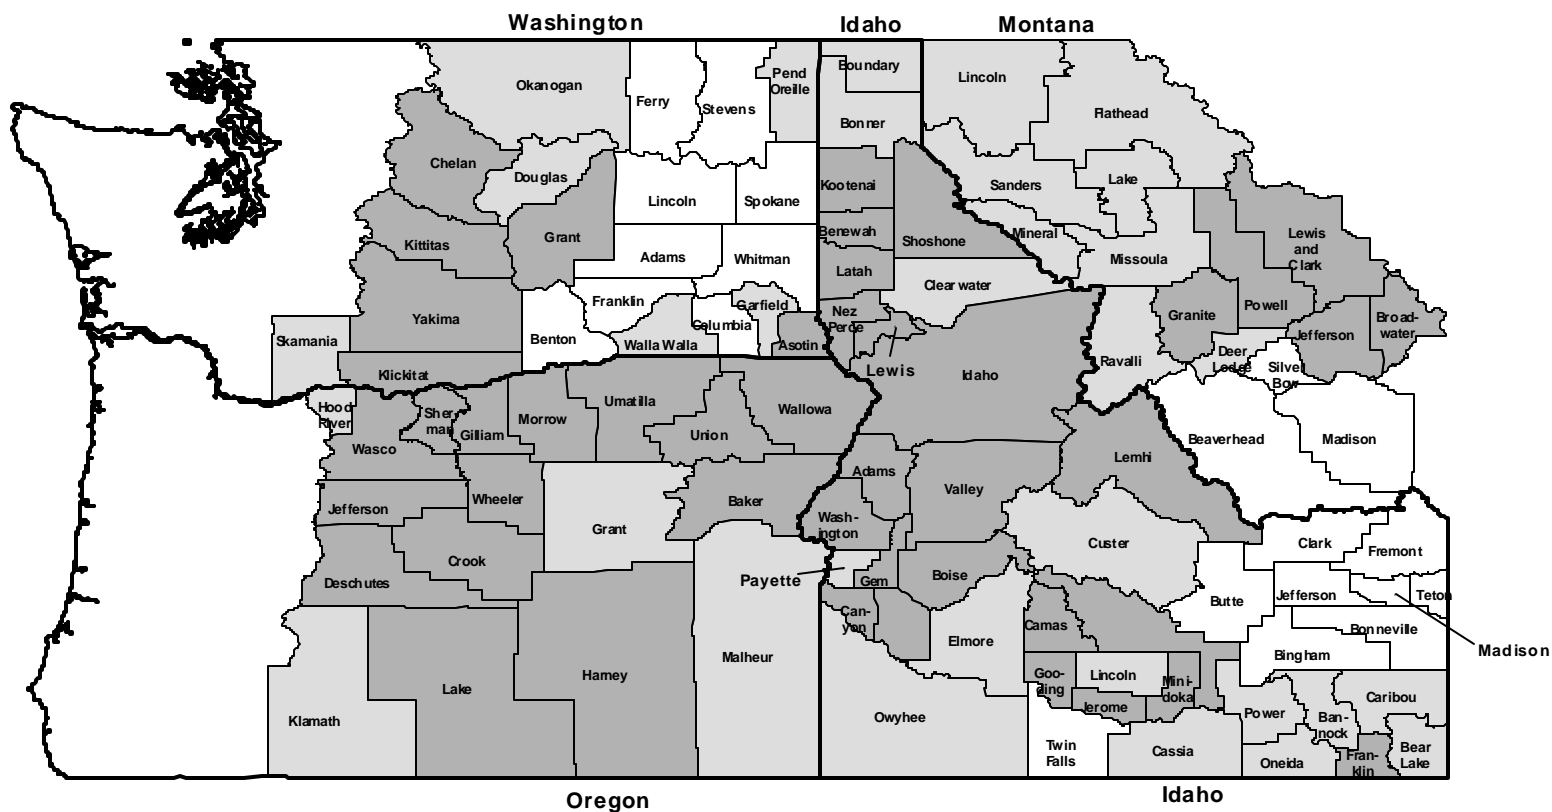 Washington
Idaho
Montana
Okanogan
Ferry
Stevens
Pend
Oreille
Boundary
Bonner
Lincoln
Flathead
Chelan
Douglas
Lincoln
Spokane
Kootenai
Sanders
Lake
Kittitas
Grant
Adams
Whitman
Benewah
Shoshone
Mineral
Missoula
Lewis
and
Clark
Latah
Clearwater
Skamania
Yakima
Benton
Franklin
Walla Walla
Columbia
Garfield
Asotin
Nez
Perce
Lewis
Idaho
Ravalli
Granite
Powell
Jefferson
Broad-
water
Deer
Lodge
Silver
Bow
Klickitat
Hood
River
Wasco
Sher-
man
Gilliam
Morrow
Umatilla
Union
Wallowa
Beaverhead
Madison
Jefferson
Wheeler
Grant
Baker
Adams
Valley
Lemhi
Wash-
ington
Deschutes
Crook
Payette
Gem
Boise
Custer
Clark
Fremont
Butte
Jefferson
Teton
Madison
Can-
yon
Elmore
Camas
Bonneville
Bingham
Klamath
Lake
Harney
Malheur
Owyhee
Goo-
ding
Lincoln
Jerome
Mini-
doka
Twin
Falls
Cassia
Power
Ban-
nock
Caribou
Oneida
Fran-
klin
Bear
Lake
Oregon
Idaho